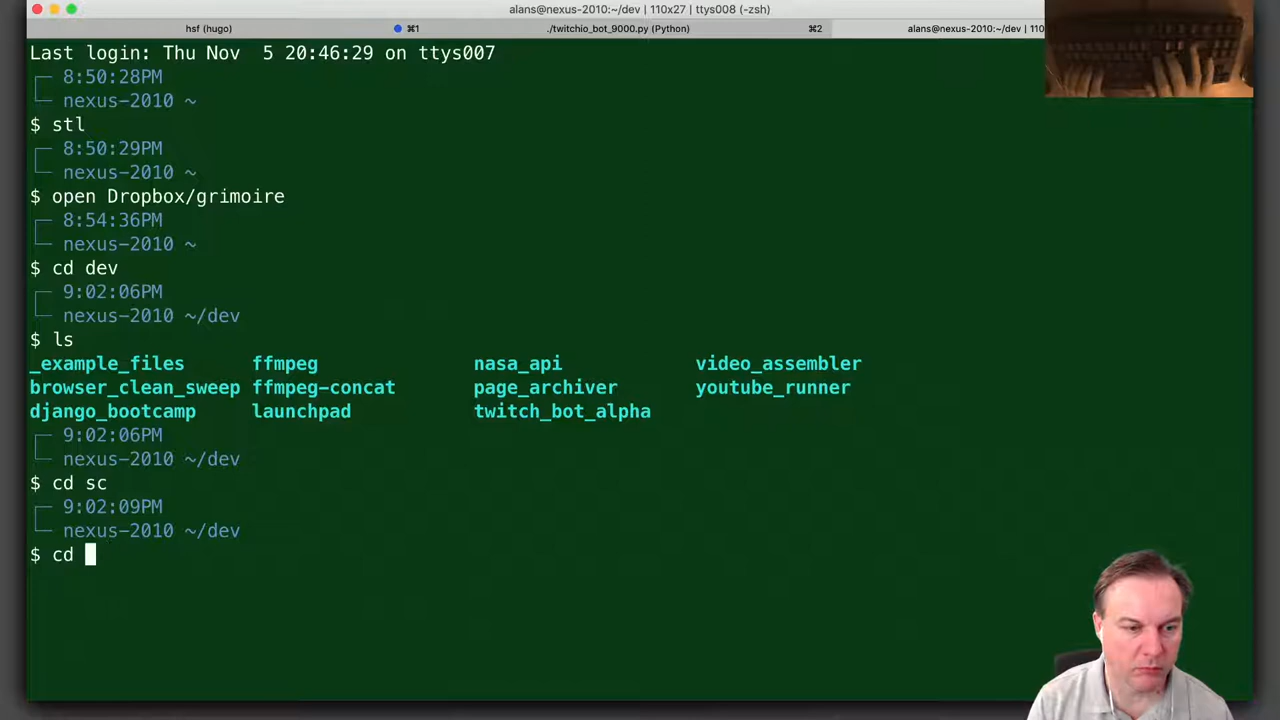 alans@nexus-2010:~/dev | 110x27 | ttys008 (-zsh)
hsf (hugo) ⌘1 ./twitchio_bot_9000.py (Python) ⌘2 alans@nexus-2010:~/dev | 110
Last login: Thu Nov  5 20:46:29 on ttys007
┌─ 8:50:28PM
└─ nexus-2010 ~
$ stl
┌─ 8:50:29PM
└─ nexus-2010 ~
$ open Dropbox/grimoire
┌─ 8:54:36PM
└─ nexus-2010 ~
$ cd dev
┌─ 9:02:06PM
└─ nexus-2010 ~/dev
$ ls
_example_files ffmpeg nasa_api video_assembler
browser_clean_sweep ffmpeg-concat page_archiver youtube_runner
django_bootcamp launchpad twitch_bot_alpha
┌─ 9:02:06PM
└─ nexus-2010 ~/dev
$ cd sc
┌─ 9:02:09PM
└─ nexus-2010 ~/dev
$ cd